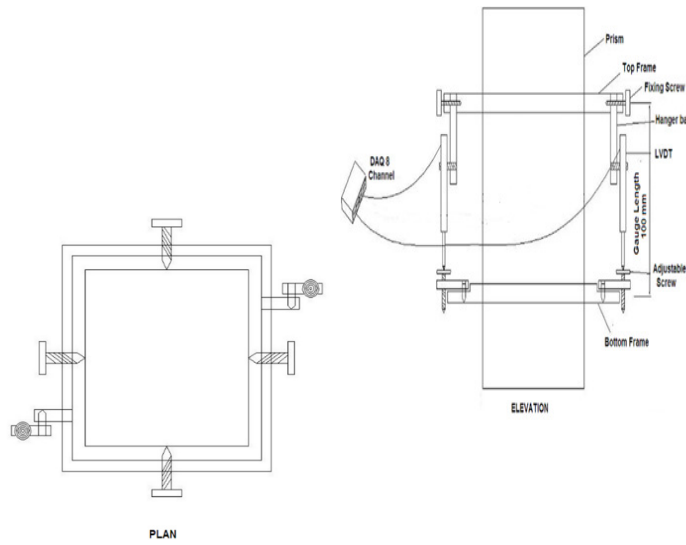 Prism
Top Frame
Fixing Screw
Hanger ba
DAQ 8
Channel
LVDT
Gauge Length
100 mm
Adjustable
Screw
Bottom Frame
ELEVATION
PLAN